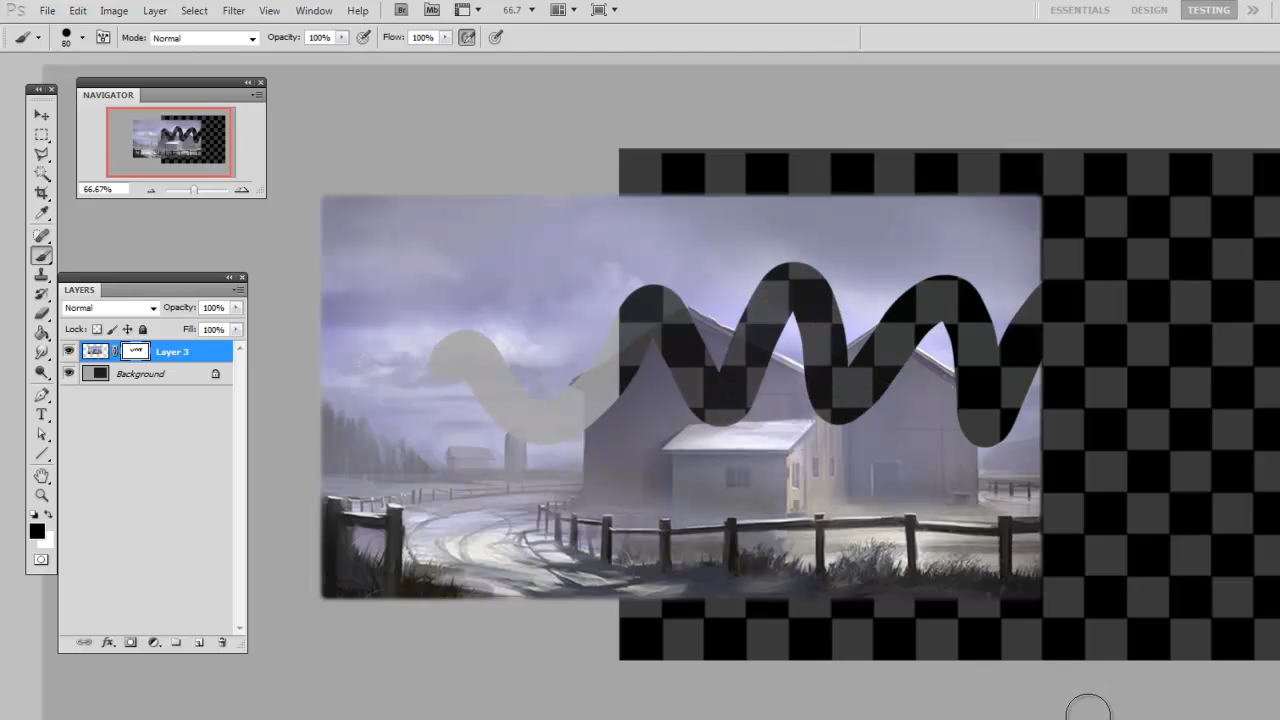 Ps File Edit Image Layer Select Filter View Window Help Br Mb 66.7 ESSENTIALS DESIGN TESTING
80 Mode: Normal Opacity: 100% Flow: 100%
NAVIGATOR
66.67%
LAYERS
Normal Opacity: 100%
Lock: Fill: 100%
Layer 3
Background
fx
T